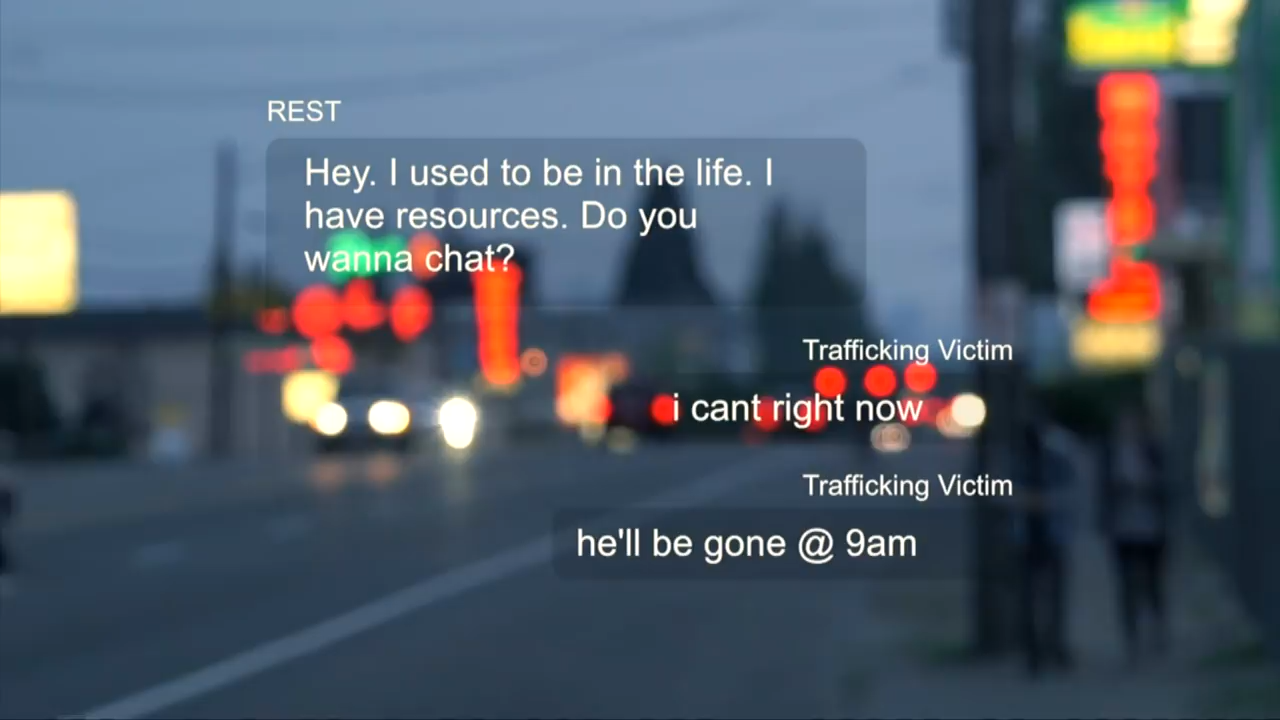 REST
Hey. I used to be in the life. I
have resources. Do you
wanna chat?
Trafficking Victim
i cant right now
Trafficking Victim
he'll be gone @ 9am